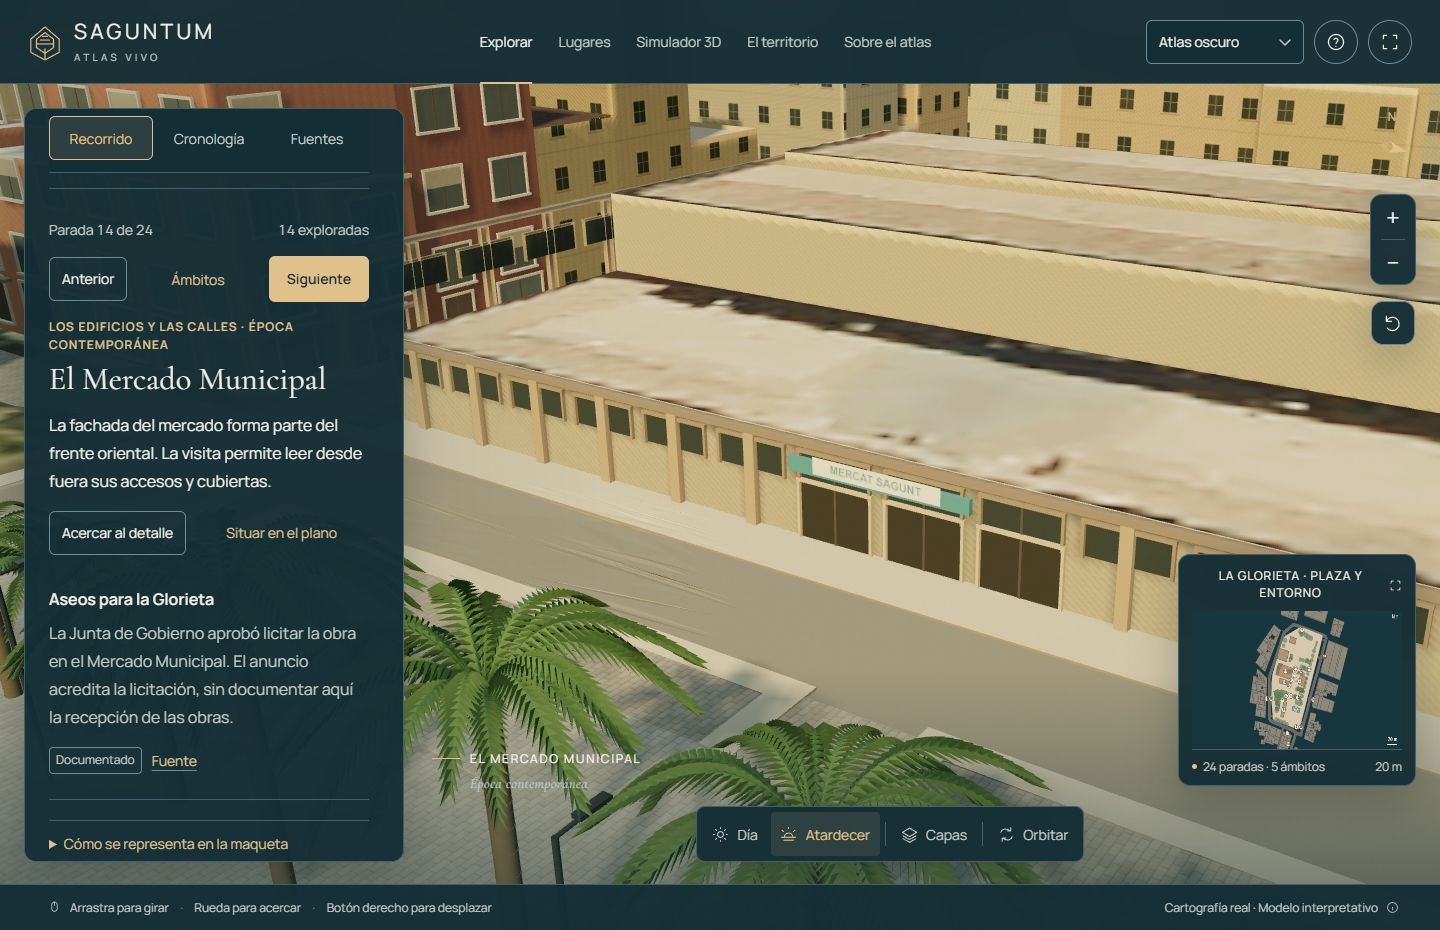 SAGUNTUM
ATLAS VIVO
Explorar
Lugares
Simulador 3D
El territorio
Sobre el atlas
Atlas oscuro
Recorrido
Cronología
Fuentes
Parada 14 de 24
14 exploradas
Anterior
Ámbitos
Siguiente
LOS EDIFICIOS Y LAS CALLES · ÉPOCA
CONTEMPORÁNEA
El Mercado Municipal
La fachada del mercado forma parte del
frente oriental. La visita permite leer desde
fuera sus accesos y cubiertas.
Acercar al detalle
Situar en el plano
Aseos para la Glorieta
La Junta de Gobierno aprobó licitar la obra
en el Mercado Municipal. El anuncio
acredita la licitación, sin documentar aquí
la recepción de las obras.
Documentado
Fuente
Cómo se representa en la maqueta
MERCAT SAGUNT
N
+
−
LA GLORIETA · PLAZA Y
ENTORNO
24 paradas · 5 ámbitos
20 m
EL MERCADO MUNICIPAL
Época contemporánea
Día
Atardecer
Capas
Orbitar
Arrastra para girar · Rueda para acercar · Botón derecho para desplazar
Cartografía real · Modelo interpretativo